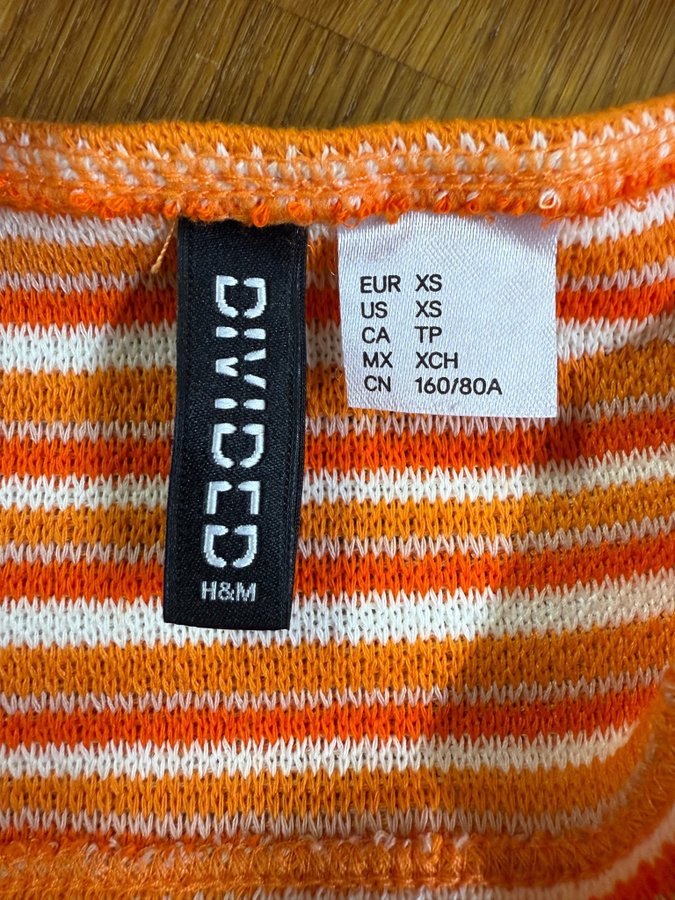 DIVIDED
H&M
EUR XS
US XS
CA TP
MX XCH
CN 160/80A